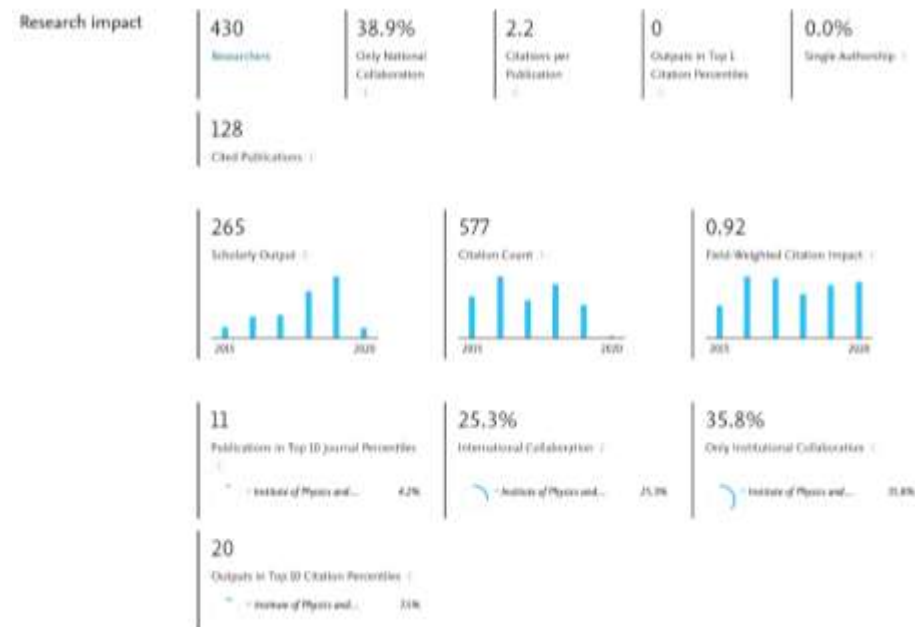 Research impact
430
Researchers
38.9%
Only National
Collaboration
2.2
Citations per
Publication
0
Outputs in Top 1
Citation Percentiles
0.0%
Single Authorship
128
Cited Publications
265
Scholarly Output
2015 2020
577
Citation Count
2015 2020
0.92
Field-Weighted Citation Impact
2015 2020
11
Publications in Top 10 Journal Percentiles
Institute of Physics and... 4.2%
25.3%
International Collaboration
Institute of Physics and... 25.3%
35.8%
Only Institutional Collaboration
Institute of Physics and... 35.8%
20
Outputs in Top 10 Citation Percentiles
Institute of Physics and...